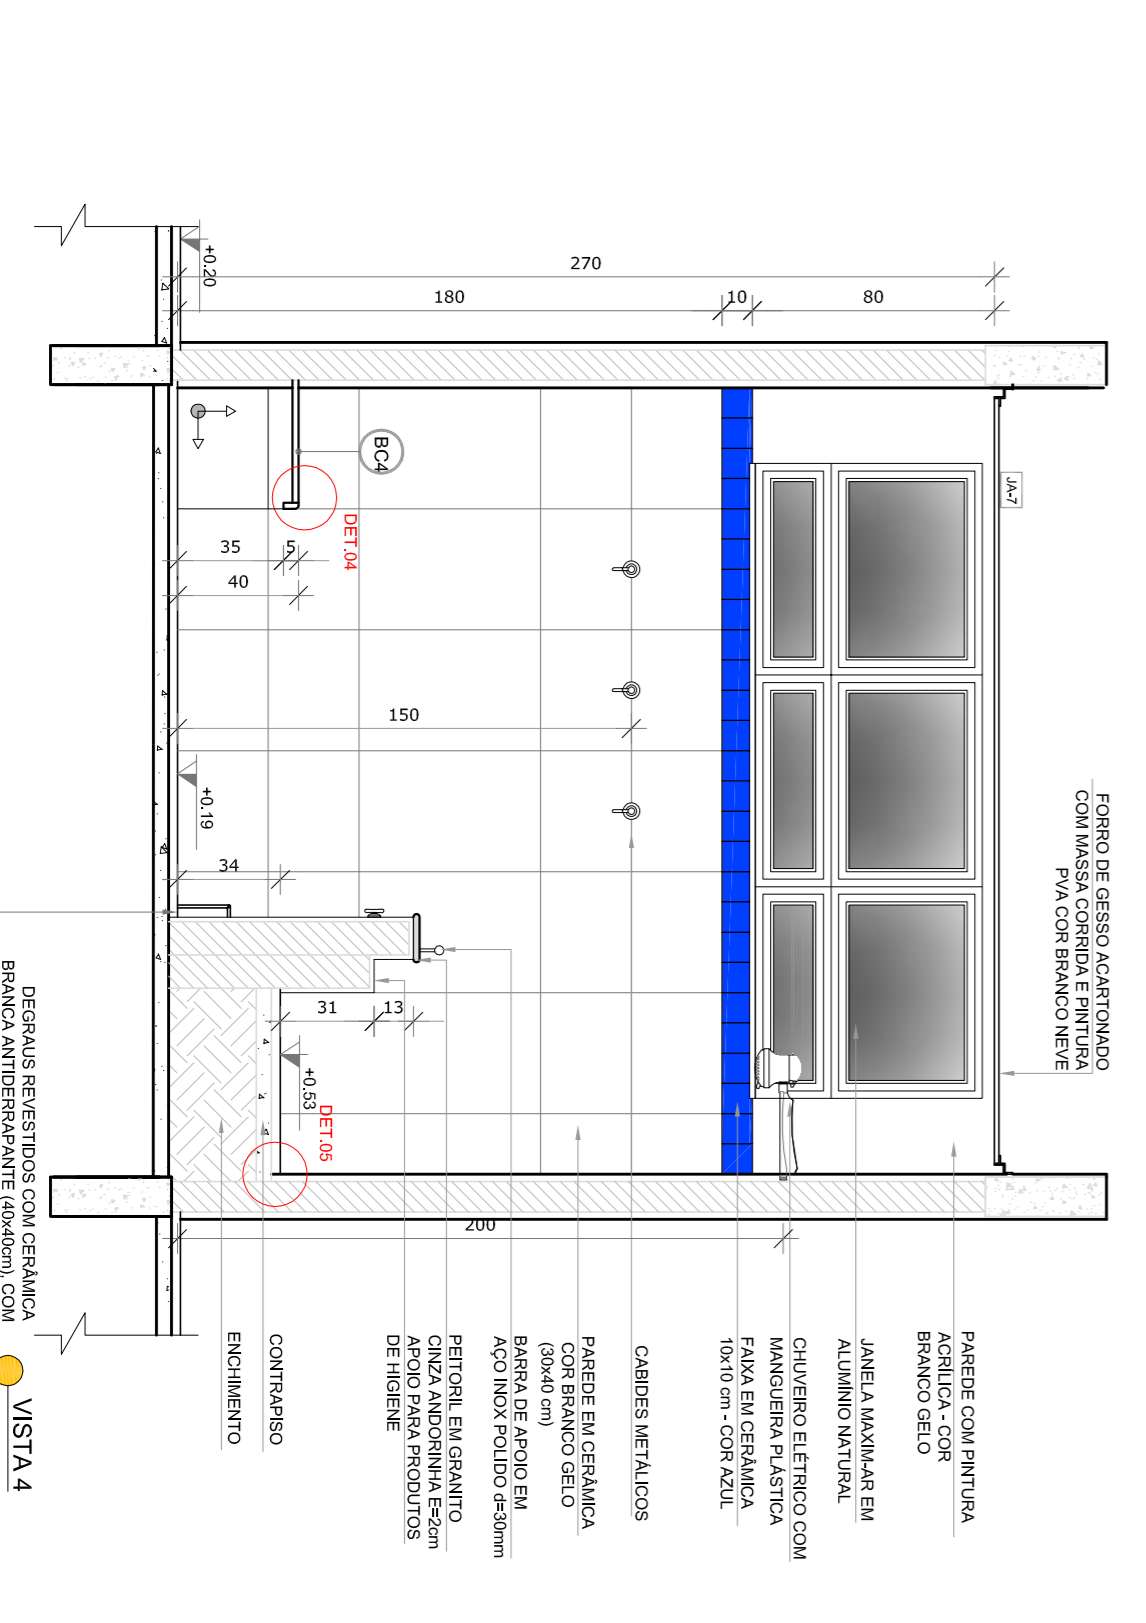 FORRO DE GESSO ACARTONADO
COM MASSA CORRIDA E PINTURA
PVA COR BRANCO NEVE
JA-7
270
180
10
80
+0.20
BC4
DET.04
35
5
40
150
+0.19
34
31
13
+0.53
DET.05
200
PAREDE COM PINTURA
ACRÍLICA - COR
BRANCO GELO
JANELA MAXIM-AR EM
ALUMÍNIO NATURAL
CHUVEIRO ELÉTRICO COM
MANGUEIRA PLÁSTICA
FAIXA EM CERÂMICA
10x10 cm - COR AZUL
CABIDES METÁLICOS
PAREDE EM CERÂMICA
COR BRANCO GELO
(30x40 cm)
BARRA DE APOIO EM
AÇO INOX POLIDO d=30mm
PEITORIL EM GRANITO
CINZA ANDORINHA E=2cm
APOIO PARA PRODUTOS
DE HIGIENE
CONTRAPISO
ENCHIMENTO
DEGRAUS REVESTIDOS COM CERÂMICA
BRANCA ANTIDERRAPANTE (40x40cm), COM
VISTA 4